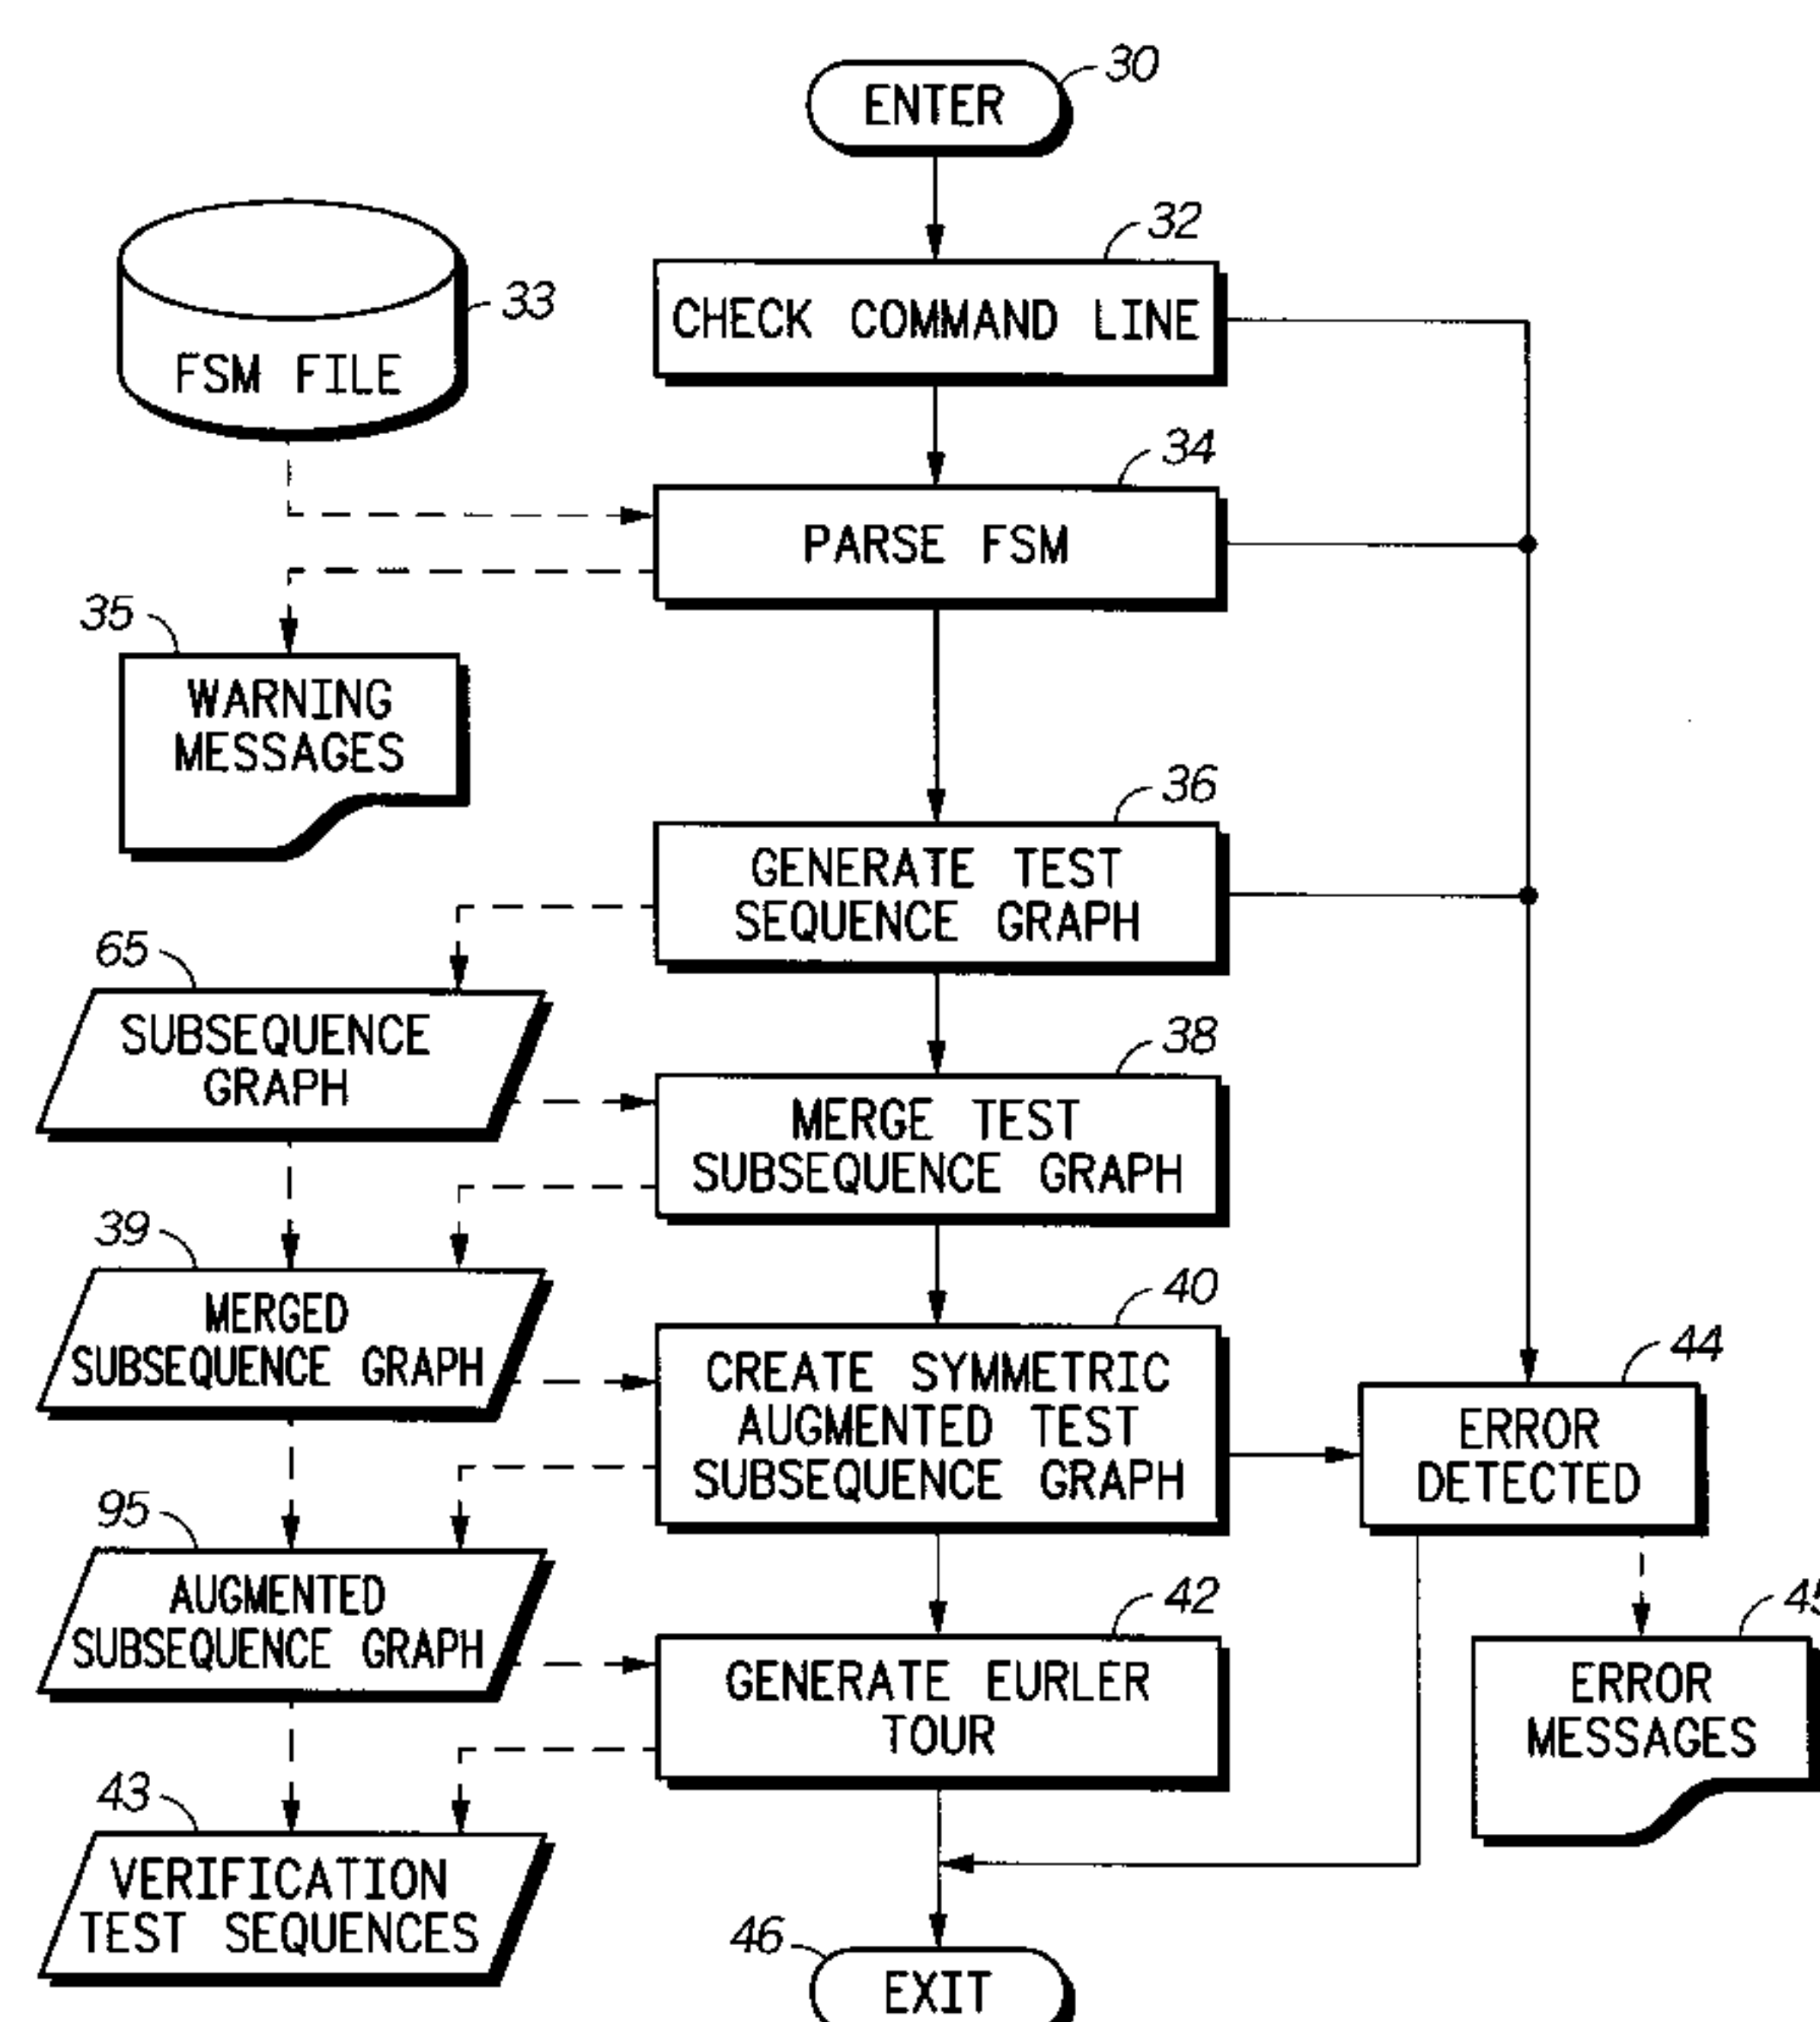 30
ENTER
32
CHECK COMMAND LINE
33
FSM FILE
34
PARSE FSM
35
WARNING
MESSAGES
36
GENERATE TEST
SEQUENCE GRAPH
65
SUBSEQUENCE
GRAPH
38
MERGE TEST
SUBSEQUENCE GRAPH
39
MERGED
SUBSEQUENCE GRAPH
40
CREATE SYMMETRIC
AUGMENTED TEST
SUBSEQUENCE GRAPH
44
ERROR
DETECTED
95
AUGMENTED
SUBSEQUENCE GRAPH
42
GENERATE EURLER
TOUR
45
ERROR
MESSAGES
43
VERIFICATION
TEST SEQUENCES
46
EXIT